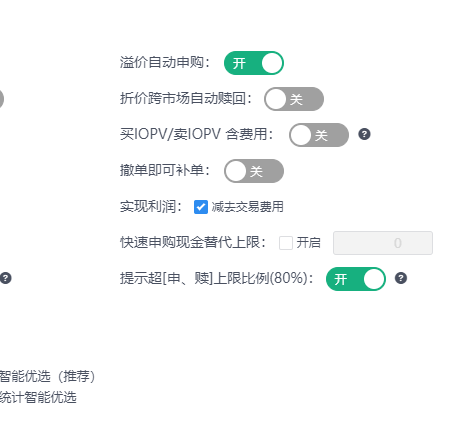 溢价自动申购： 开
折价跨市场自动赎回： 关
买IOPV/卖IOPV 含费用： 关 ?
撤单即可补单： 关
实现利润： 减去交易费用
快速申购现金替代上限： 开启 0
? 提示超[申、赎]上限比例(80%)： 开 ?
智能优选（推荐）
统计智能优选